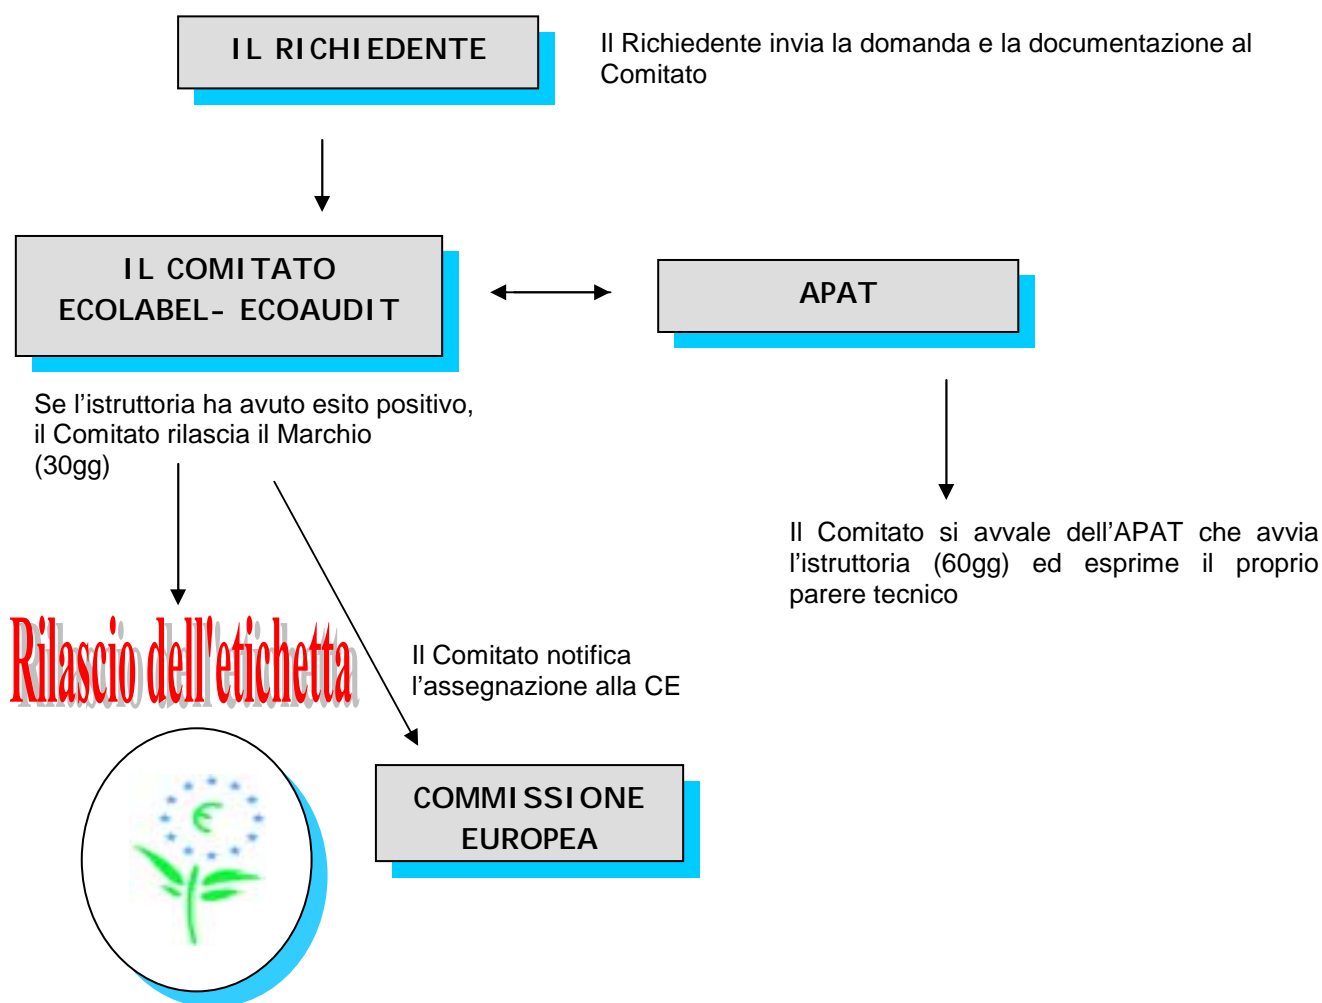 IL RICHIEDENTE
Il Richiedente invia la domanda e la documentazione al
Comitato
IL COMITATO
ECOLABEL- ECOAUDIT
APAT
Se l’istruttoria ha avuto esito positivo,
il Comitato rilascia il Marchio
(30gg)
Il Comitato si avvale dell’APAT che avvia
l’istruttoria (60gg) ed esprime il proprio
parere tecnico
Rilascio dell'etichetta
Il Comitato notifica
l’assegnazione alla CE
COMMISSIONE
EUROPEA